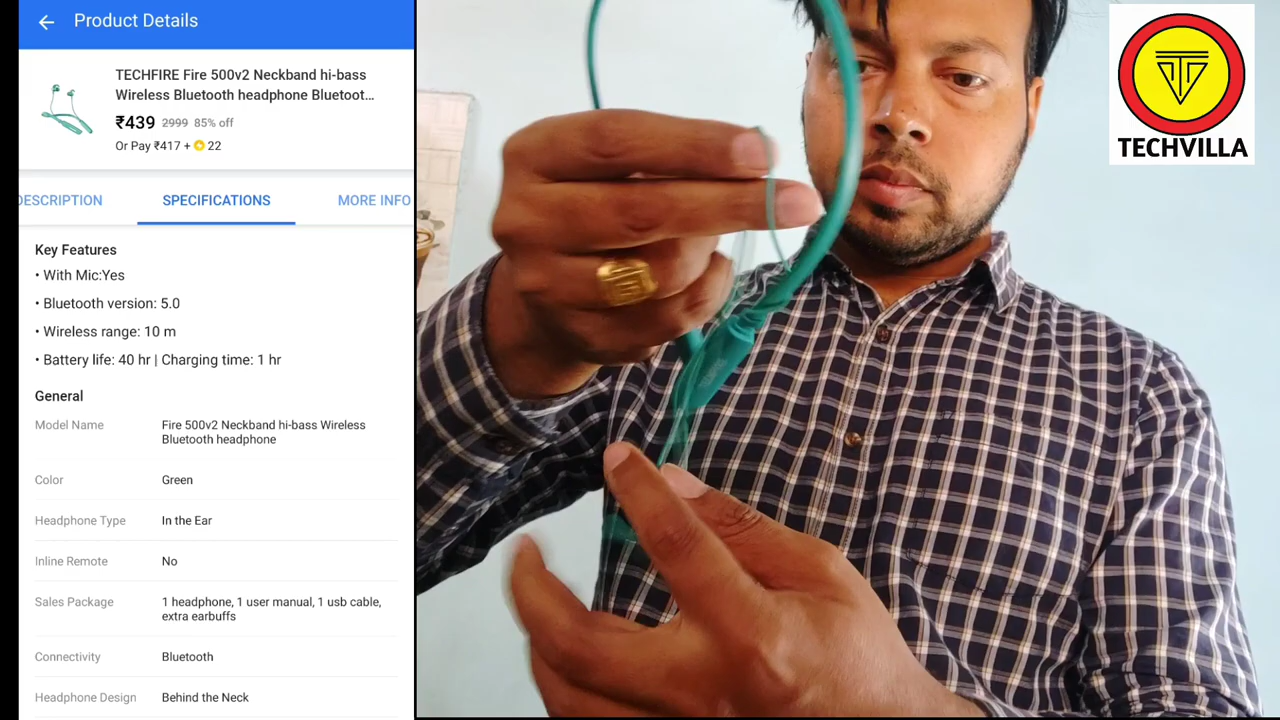 Product Details
TECHFIRE Fire 500v2 Neckband hi-bass
Wireless Bluetooth headphone Bluetoot…
₹439 2999 85% off
Or Pay ₹417 + 22
DESCRIPTION SPECIFICATIONS MORE INFO
Key Features
• With Mic:Yes
• Bluetooth version: 5.0
• Wireless range: 10 m
• Battery life: 40 hr | Charging time: 1 hr
General
Model Name Fire 500v2 Neckband hi-bass Wireless
Bluetooth headphone
Color Green
Headphone Type In the Ear
Inline Remote No
Sales Package 1 headphone, 1 user manual, 1 usb cable,
extra earbuffs
Connectivity Bluetooth
Headphone Design Behind the Neck
TECHVILLA